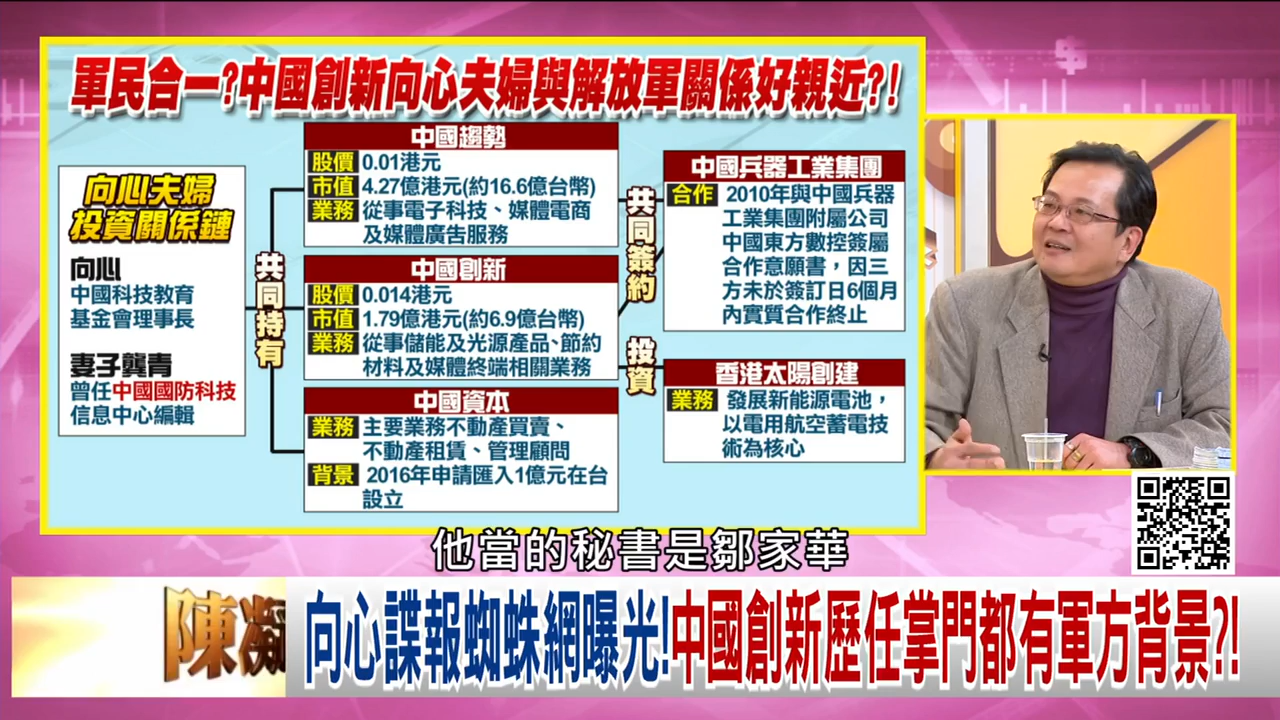 軍民合一?中國創新向心夫婦與解放軍關係好親近?!
向心夫婦
投資關係鏈
向心
中國科技教育
基金會理事長
妻子龔青
曾任中國國防科技
信息中心編輯
共同持有
中國趨勢
股價 0.01港元
市值 4.27億港元(約16.6億台幣)
業務 從事電子科技、媒體電商
及媒體廣告服務
中國創新
股價 0.014港元
市值 1.79億港元(約6.9億台幣)
業務 從事儲能及光源產品、節約
材料及媒體終端相關業務
中國資本
業務 主要業務不動產買賣、
不動產租賃、管理顧問
背景 2016年申請匯入1億元在台
設立
共同簽約
投資
中國兵器工業集團
合作 2010年與中國兵器
工業集團附屬公司
中國東方數控簽屬
合作意願書，因三
方未於簽訂日6個月
內實質合作終止
香港太陽創建
業務 發展新能源電池，
以電用航空蓄電技
術為核心
他當的秘書是鄒家華
陳凝
向心諜報蜘蛛網曝光!中國創新歷任掌門都有軍方背景?!